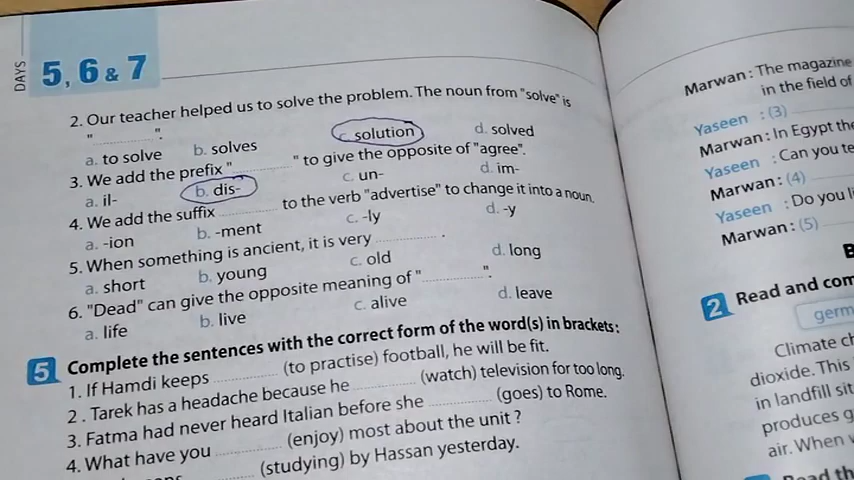 DAYS
5, 6 & 7
2. Our teacher helped us to solve the problem. The noun from "solve" is
"............".
a. to solve b. solves c. solution d. solved
3. We add the prefix "............" to give the opposite of "agree".
a. il- b. dis- c. un- d. im-
4. We add the suffix ............ to the verb "advertise" to change it into a noun.
a. -ion b. -ment c. -ly d. -y
5. When something is ancient, it is very ............ .
a. short b. young c. old d. long
6. "Dead" can give the opposite meaning of "............".
a. life b. live c. alive d. leave
5 Complete the sentences with the correct form of the word(s) in brackets:
1. If Hamdi keeps ............ (to practise) football, he will be fit.
2 . Tarek has a headache because he ............ (watch) television for too long.
3. Fatma had never heard Italian before she ............ (goes) to Rome.
4. What have you ............ (enjoy) most about the unit ?
............ (studying) by Hassan yesterday.
Marwan : The magazine
in the field of
Yaseen : (3)
Marwan : In Egypt the
Yaseen : Can you te
Marwan : (4)
Yaseen : Do you li
Marwan : (5)
B
2 Read and com
germ
Climate ch
dioxide. This
in landfill sit
produces g
air. When
Read th